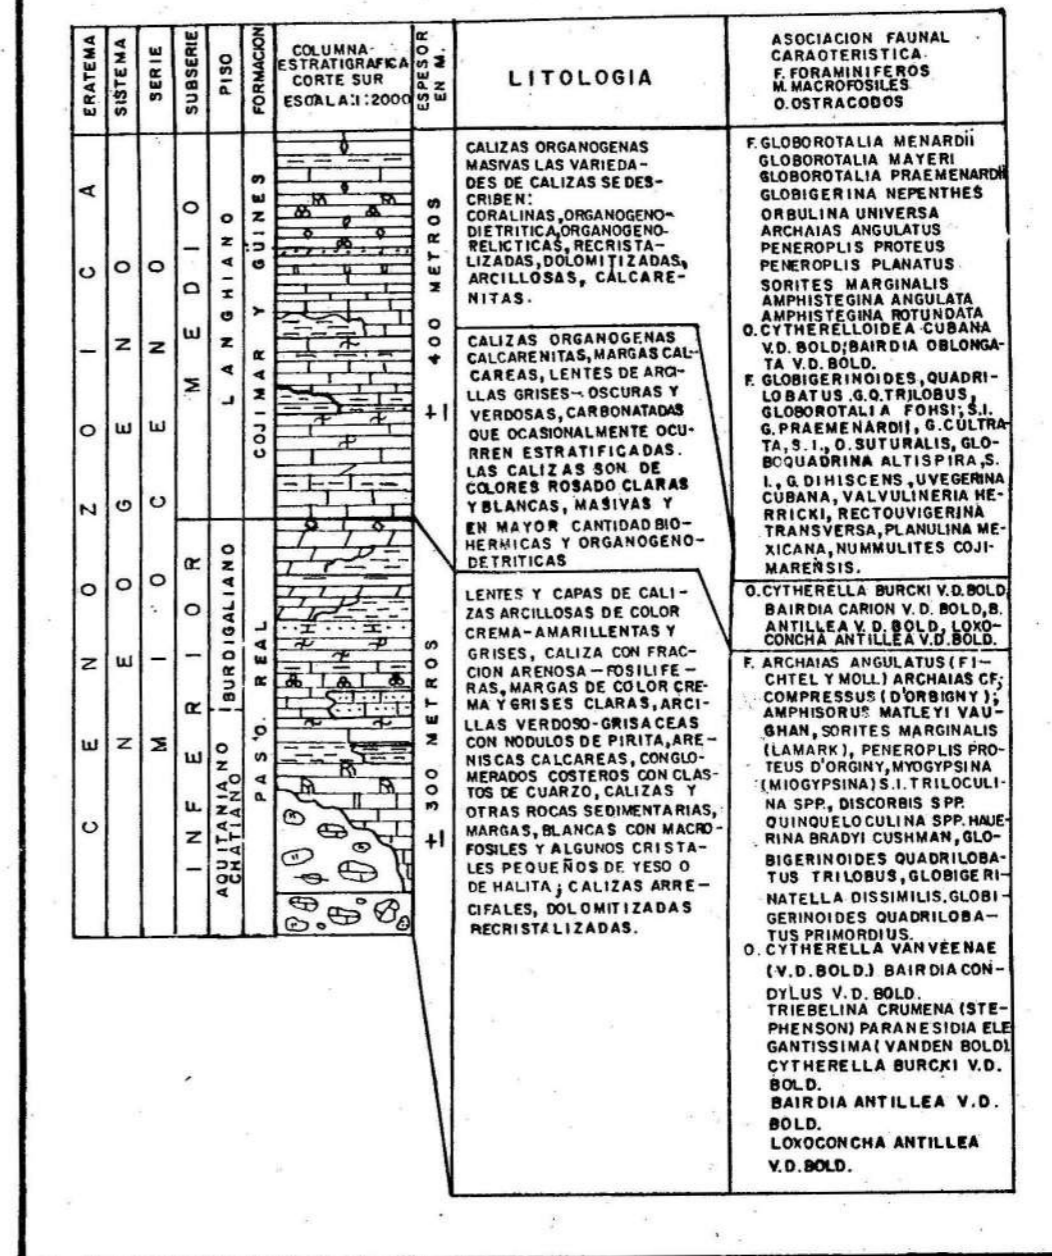 ERATEMA
SISTEMA
SERIE
SUBSERIE
PISO
FORMACION
COLUMNA-
ESTRATIGRAFICA
CORTE SUR
ESCALA:1:2000
ESPESOR
EN M.
LITOLOGIA
ASOCIACION FAUNAL
CARAOTERISTICA.
F. FORAMINIFEROS
M. MACROFOSILES
O. OSTRACODOS
CENOZOICA
NEOGENO
MIOCENO
MEDIO
INFERIOR
LANGHIANO
BURDIGALIANO
AQUITANIANO
CHATIANO
COJIMAR Y GÜINES
PASO REAL
± 400 METROS
± 300 METROS
CALIZAS ORGANOGENAS
MASIVAS LAS VARIEDA-
DES DE CALIZAS SE DES-
CRIBEN:
CORALINAS, ORGANOGENO-
DIETRITICA, ORGANOGENO-
RELICTICAS, RECRISTA-
LIZADAS, DOLOMITIZADAS,
ARCILLOSAS, CALCARE-
NITAS.
CALIZAS ORGANOGENAS
CALCARENITAS, MARGAS CAL-
CAREAS, LENTES DE ARCI-
LLAS GRISES-OSCURAS Y
VERDOSAS, CARBONATADAS
QUE OCASIONALMENTE OCU-
RREN ESTRATIFICADAS.
LAS CALIZAS SON DE
COLORES ROSADO CLARAS
Y BLANCAS, MASIVAS Y
EN MAYOR CANTIDAD BIO-
HERMICAS Y ORGANOGENO-
DETRITICAS
LENTES Y CAPAS DE CALI-
ZAS ARCILLOSAS DE COLOR
CREMA-AMARILLENTAS Y
GRISES, CALIZA CON FRAC-
CION ARENOSA-FOSILIFE-
RAS, MARGAS DE COLOR CRE-
MA Y GRISES CLARAS, ARCI-
LLAS VERDOSO-GRISACEAS
CON NODULOS DE PIRITA, ARE-
NISCAS CALCAREAS, CONGLO-
MERADOS COSTEROS CON CLAS-
TOS DE CUARZO, CALIZAS Y
OTRAS ROCAS SEDIMENTARIAS,
MARGAS, BLANCAS CON MACRO-
FOSILES Y ALGUNOS CRISTA-
LES PEQUEÑOS DE YESO O
DE HALITA; CALIZAS ARRE-
CIFALES, DOLOMITIZADAS
RECRISTALIZADAS.
F. GLOBOROTALIA MENARDII
GLOBOROTALIA MAYERI
GLOBOROTALIA PRAEMENARDII
GLOBIGERINA NEPENTHES
ORBULINA UNIVERSA
ARCHAIAS ANGULATUS
PENEROPLIS PROTEUS
PENEROPLIS PLANATUS
SORITES MARGINALIS
AMPHISTEGINA ANGULATA
AMPHISTEGINA ROTUNDATA
O. CYTHERELLOIDEA CUBANA
V.D. BOLD; BAIRDIA OBLONGA-
TA V.D. BOLD.
F. GLOBIGERINOIDES, QUADRI-
LOBATUS .G.Q. TRILOBUS,
GLOBOROTALIA FOHSI, S.I.
G. PRAEMENARDII, G. CULTRA-
TA, S.I., O. SUTURALIS, GLO-
BOQUADRINA ALTISPIRA, S.
I., G. DIHISCENS, UVEGERINA
CUBANA, VALVULINERIA HE-
RRICKI, RECTOUVIGERINA
TRANSVERSA, PLANULINA ME-
XICANA, NUMMULITES COJI-
MARENSIS.
O. CYTHERELLA BURCKI V.D. BOLD,
BAIRDIA CARION V.D. BOLD, B.
ANTILLEA V.D. BOLD, LOXO-
CONCHA ANTILLEA V.D. BOLD.
F. ARCHAIAS ANGULATUS (FI-
CHTEL Y MOLL) ARCHAIAS CF;
COMPRESSUS (D'ORBIGNY);
AMPHISORUS MATLEYI VAU-
GHAN, SORITES MARGINALIS
(LAMARK), PENEROPLIS PRO-
TEUS D'ORGINY, MYOGYPSINA
(MIOGYPSINA) S.I. TRILOCULI-
NA SPP., DISCORBIS SPP.
QUINQUELOCULINA SPP. HAUE-
RINA BRADYI CUSHMAN, GLO-
BIGERINOIDES QUADRILOBA-
TUS TRILOBUS, GLOBIGERI-
NATELLA DISSIMILIS. GLOBI-
GERINOIDES QUADRILOBA-
TUS PRIMORDIUS.
O. CYTHERELLA VANVEENAE
(V.D. BOLD.) BAIRDIA CON-
DYLUS V.D. BOLD.
TRIEBELINA CRUMENA (STE-
PHENSON) PARANESIDIA ELE
GANTISSIMA (VANDEN BOLD)
CYTHERELLA BURCKI V.D.
BOLD.
BAIRDIA ANTILLEA V.D.
BOLD.
LOXOCONCHA ANTILLEA
V.D. BOLD.